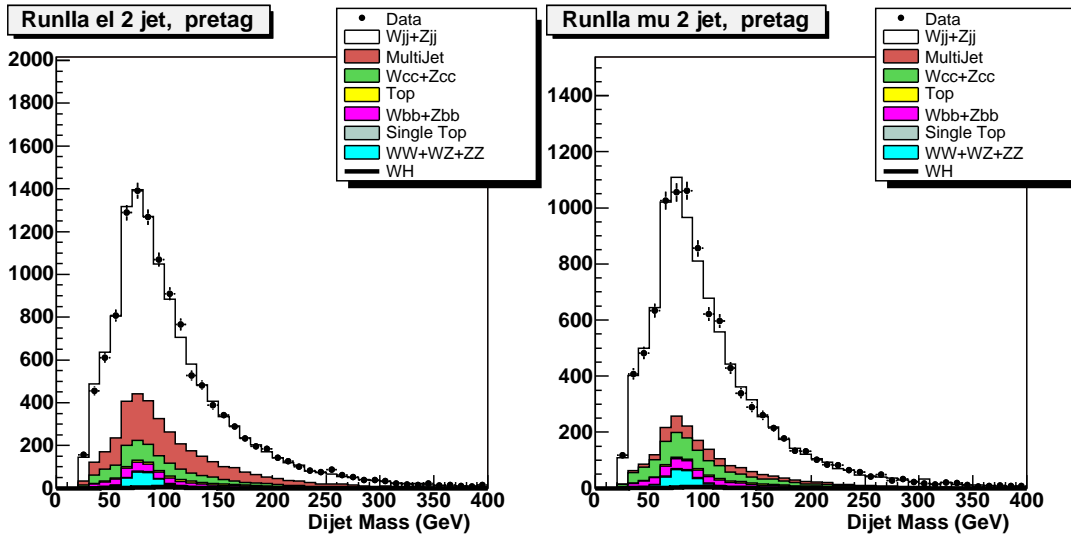 RunIIa el 2 jet, pretag
Data
Wjj+Zjj
MultiJet
Wcc+Zcc
Top
Wbb+Zbb
Single Top
WW+WZ+ZZ
WH
2000
1800
1600
1400
1200
1000
800
600
400
200
0
0 50 100 150 200 250 300 350 400
Dijet Mass (GeV)
RunIIa mu 2 jet, pretag
Data
Wjj+Zjj
MultiJet
Wcc+Zcc
Top
Wbb+Zbb
Single Top
WW+WZ+ZZ
WH
1400
1200
1000
800
600
400
200
0
0 50 100 150 200 250 300 350 400
Dijet Mass (GeV)